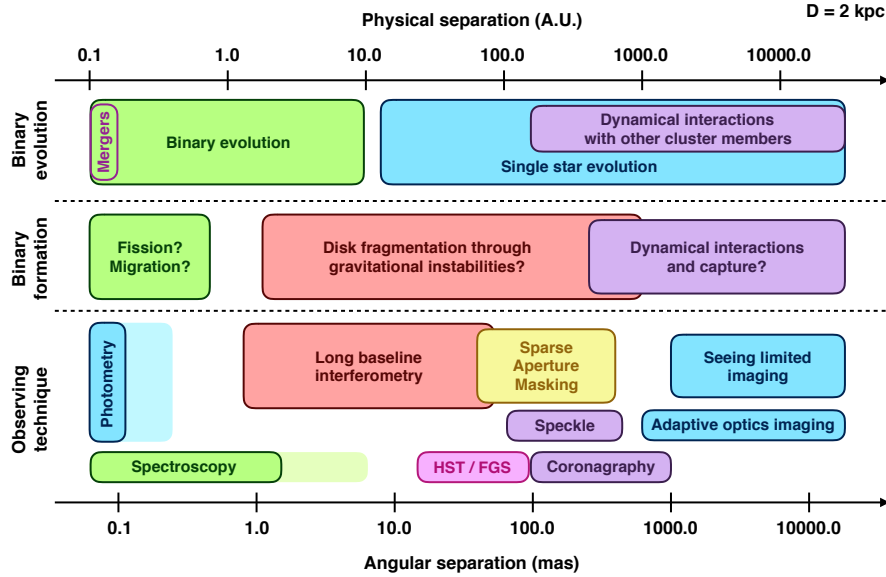 Physical separation (A.U.)
D = 2 kpc
0.1 1.0 10.0 100.0 1000.0 10000.0
Binary
evolution
Mergers
Binary evolution
Dynamical interactions
with other cluster members
Single star evolution
Binary
formation
Fission?
Migration?
Disk fragmentation through
gravitational instabilities?
Dynamical interactions
and capture?
Observing
technique
Photometry
Long baseline
interferometry
Sparse
Aperture
Masking
Seeing limited
imaging
Speckle
Adaptive optics imaging
Spectroscopy
HST / FGS
Coronagraphy
0.1 1.0 10.0 100.0 1000.0 10000.0
Angular separation (mas)